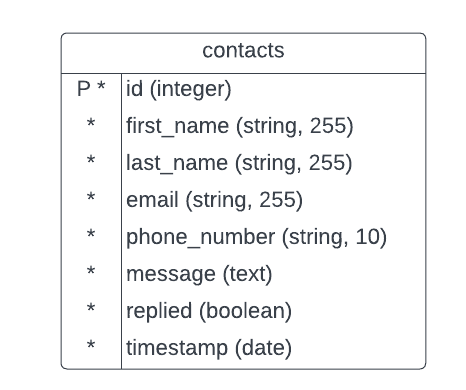 contacts
P * id (integer)
* first_name (string, 255)
* last_name (string, 255)
* email (string, 255)
* phone_number (string, 10)
* message (text)
* replied (boolean)
* timestamp (date)